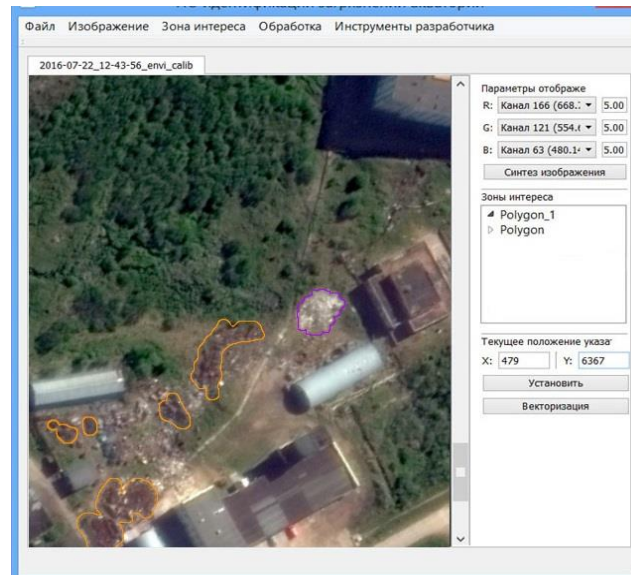 Файл Изображение Зона интереса Обработка Инструменты разработчика
2016-07-22_12-43-56_envi_calib
Параметры отображе
R: Канал 166 (668.: 5.00
G: Канал 121 (554.( 5.00
B: Канал 63 (480.1 5.00
Синтез изображения
Зоны интереса
Polygon_1
Polygon
Текущее положение указат
X: 479 Y: 6367
Установить
Векторизация